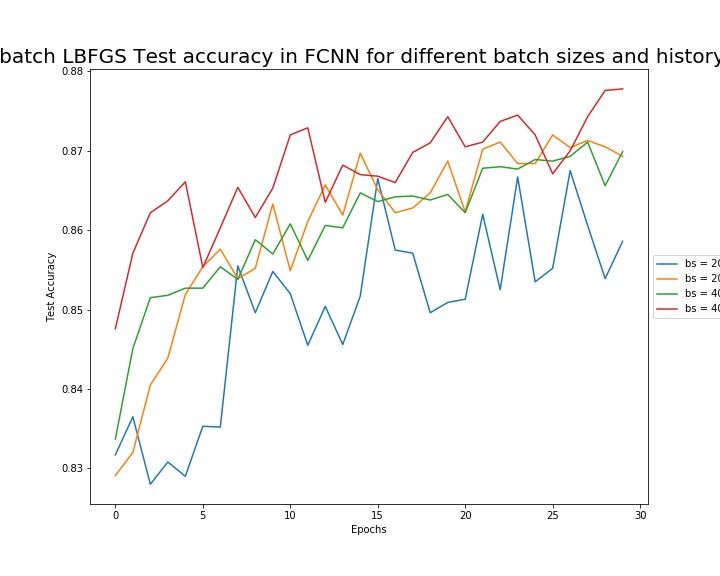 batch LBFGS Test accuracy in FCNN for different batch sizes and history
0.88
0.87
0.86
0.85
0.84
0.83
Test Accuracy
0
5
10
15
20
25
30
Epochs
bs = 20
bs = 20
bs = 40
bs = 40